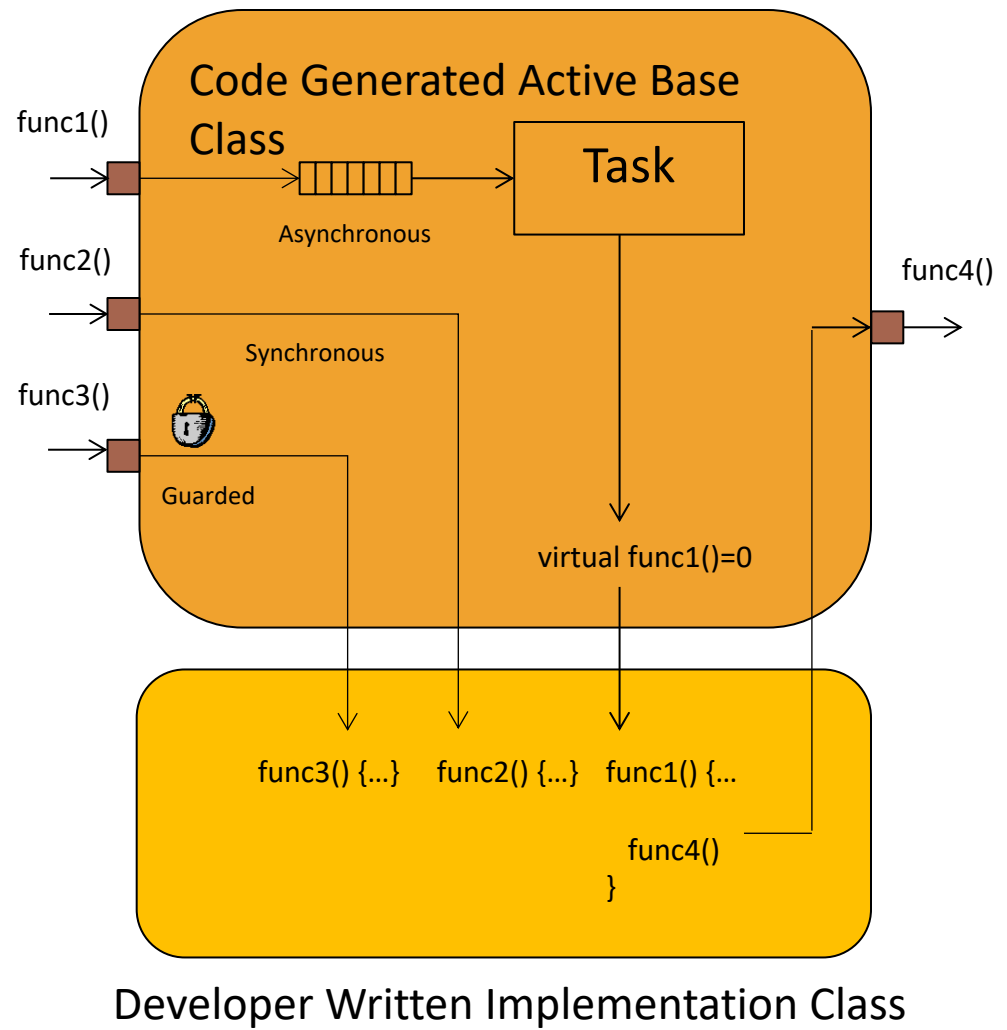 Code Generated Active Base
Class
func1()
Task
Asynchronous
func2()
func4()
Synchronous
func3()
Guarded
virtual func1()=0
func3() {…} func2() {…} func1() {…
func4()
}
Developer Written Implementation Class